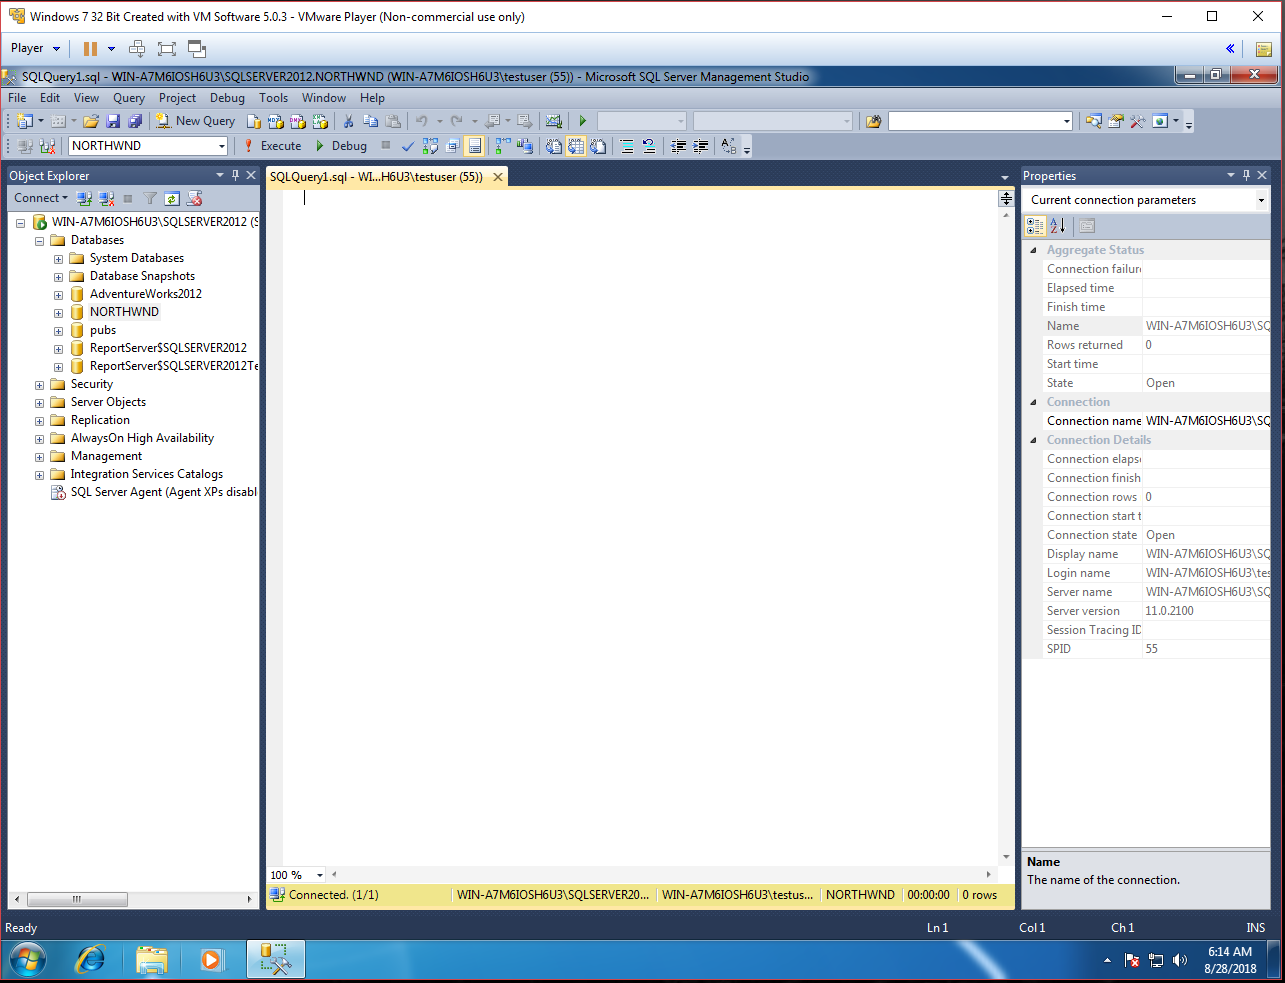 Windows 7 32 Bit Created with VM Software 5.0.3 - VMware Player (Non-commercial use only)
Player
SQLQuery1.sql - WIN-A7M6IOSH6U3\SQLSERVER2012.NORTHWND (WIN-A7M6IOSH6U3\testuser (55)) - Microsoft SQL Server Management Studio
File Edit View Query Project Debug Tools Window Help
New Query
NORTHWND Execute Debug
Object Explorer
Connect
WIN-A7M6IOSH6U3\SQLSERVER2012 (S
Databases
System Databases
Database Snapshots
AdventureWorks2012
NORTHWND
pubs
ReportServer$SQLSERVER2012
ReportServer$SQLSERVER2012Te
Security
Server Objects
Replication
AlwaysOn High Availability
Management
Integration Services Catalogs
SQL Server Agent (Agent XPs disabl
SQLQuery1.sql - WI...H6U3\testuser (55))
100 %
Connected. (1/1) WIN-A7M6IOSH6U3\SQLSERVER20... WIN-A7M6IOSH6U3\testus... NORTHWND 00:00:00 0 rows
Properties
Current connection parameters
Aggregate Status
Connection failure
Elapsed time
Finish time
Name WIN-A7M6IOSH6U3\SQ
Rows returned 0
Start time
State Open
Connection
Connection name WIN-A7M6IOSH6U3\SQ
Connection Details
Connection elapse
Connection finish
Connection rows 0
Connection start t
Connection state Open
Display name WIN-A7M6IOSH6U3\SQ
Login name WIN-A7M6IOSH6U3\tes
Server name WIN-A7M6IOSH6U3\SQ
Server version 11.0.2100
Session Tracing ID
SPID 55
Name
The name of the connection.
Ready Ln 1 Col 1 Ch 1 INS
6:14 AM
8/28/2018